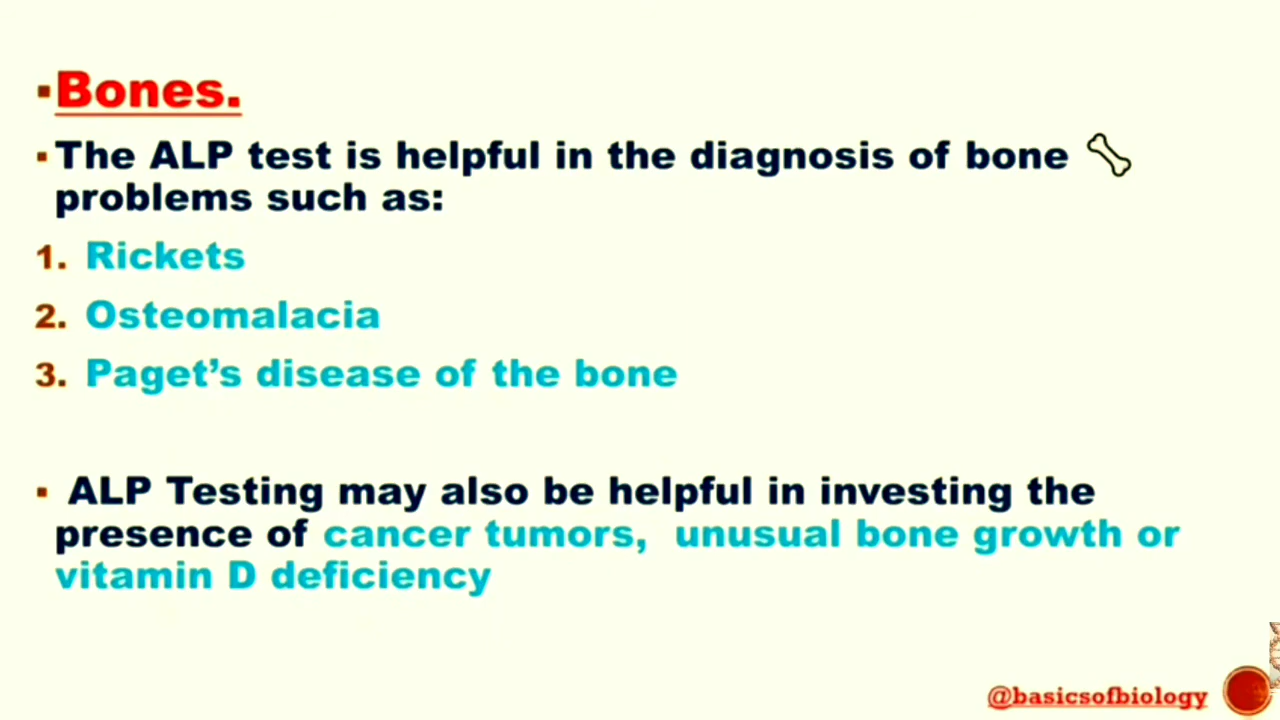 ▪Bones.
▪The ALP test is helpful in the diagnosis of bone
problems such as:
1. Rickets
2. Osteomalacia
3. Paget’s disease of the bone
▪ ALP Testing may also be helpful in investing the
presence of cancer tumors, unusual bone growth or
vitamin D deficiency
@basicsofbiology